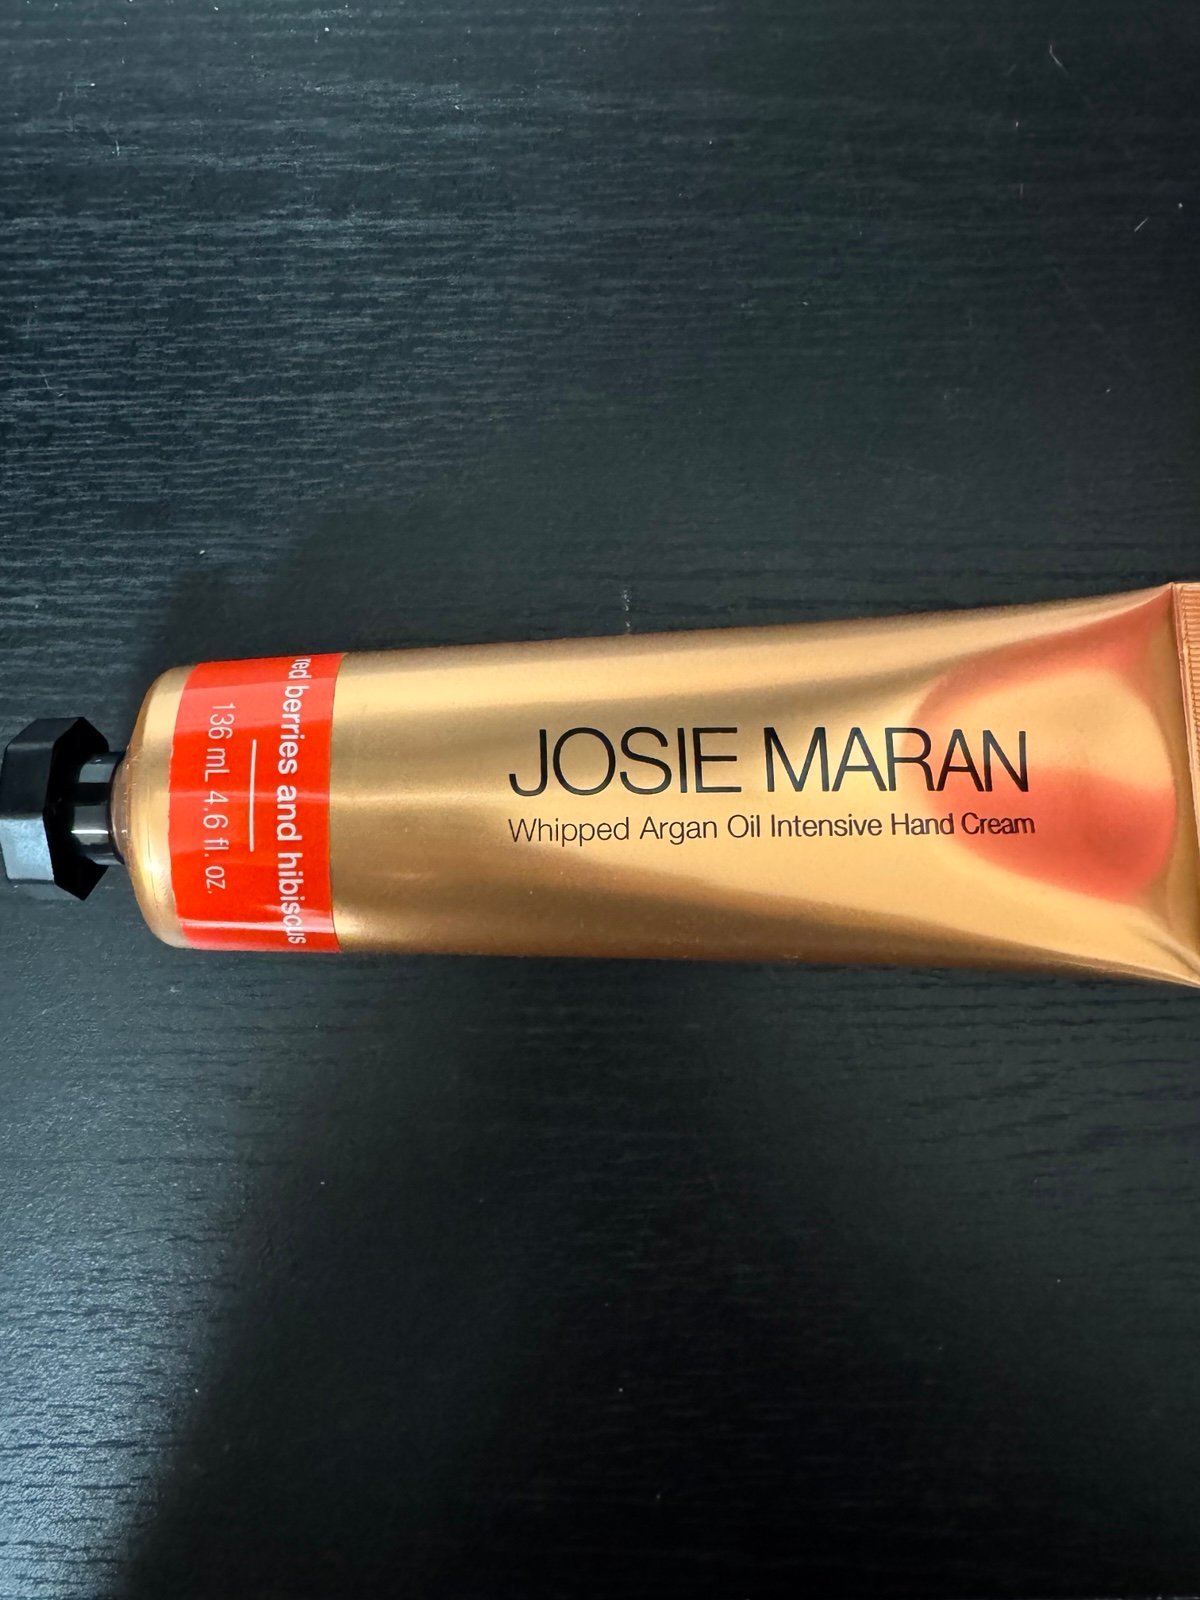 JOSIE MARAN
Whipped Argan Oil Intensive Hand Cream
red berries and hibiscus
136 mL 4.6 fl. oz.